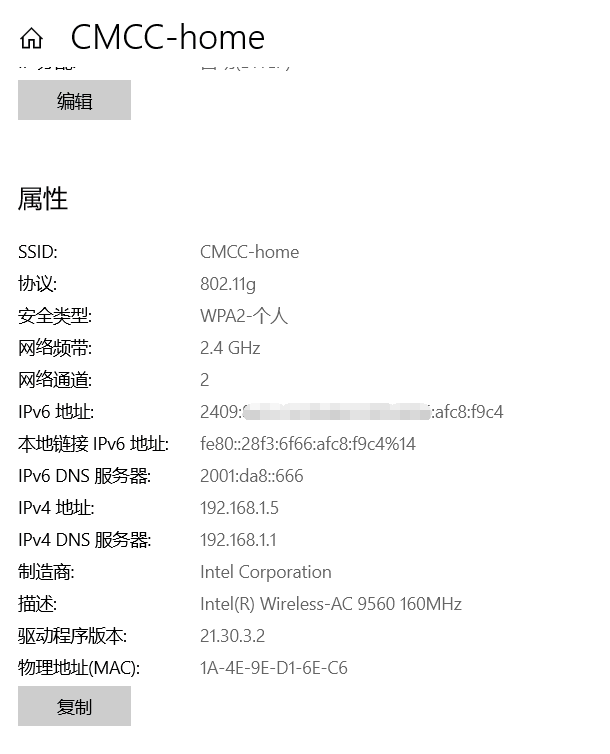 CMCC-home
编辑
属性
SSID: CMCC-home
协议: 802.11g
安全类型: WPA2-个人
网络频带: 2.4 GHz
网络通道: 2
IPv6 地址: 2409: :afc8:f9c4
本地链接 IPv6 地址: fe80::28f3:6f66:afc8:f9c4%14
IPv6 DNS 服务器: 2001:da8::666
IPv4 地址: 192.168.1.5
IPv4 DNS 服务器: 192.168.1.1
制造商: Intel Corporation
描述: Intel(R) Wireless-AC 9560 160MHz
驱动程序版本: 21.30.3.2
物理地址(MAC): 1A-4E-9E-D1-6E-C6
复制